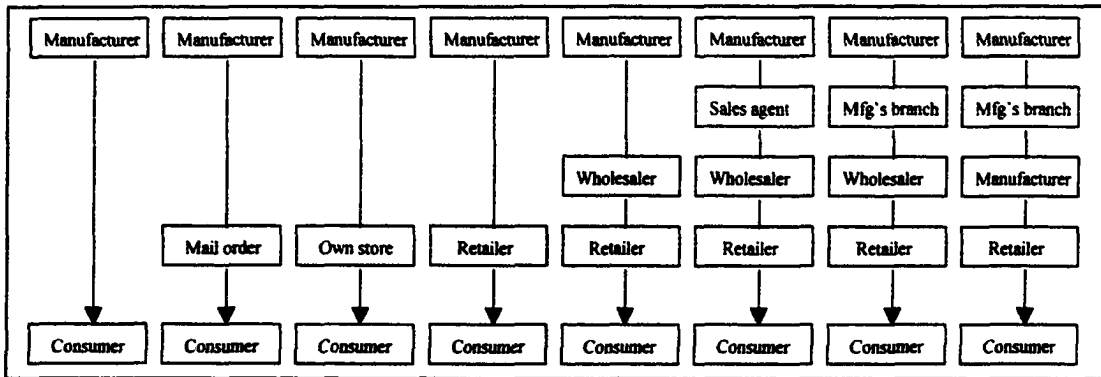 Manufacturer Manufacturer Manufacturer Manufacturer Manufacturer Manufacturer Manufacturer Manufacturer
Sales agent Mfg's branch Mfg's branch
Wholesaler Wholesaler Wholesaler Manufacturer
Mail order Own store Retailer Retailer Retailer Retailer Retailer
Consumer Consumer Consumer Consumer Consumer Consumer Consumer Consumer